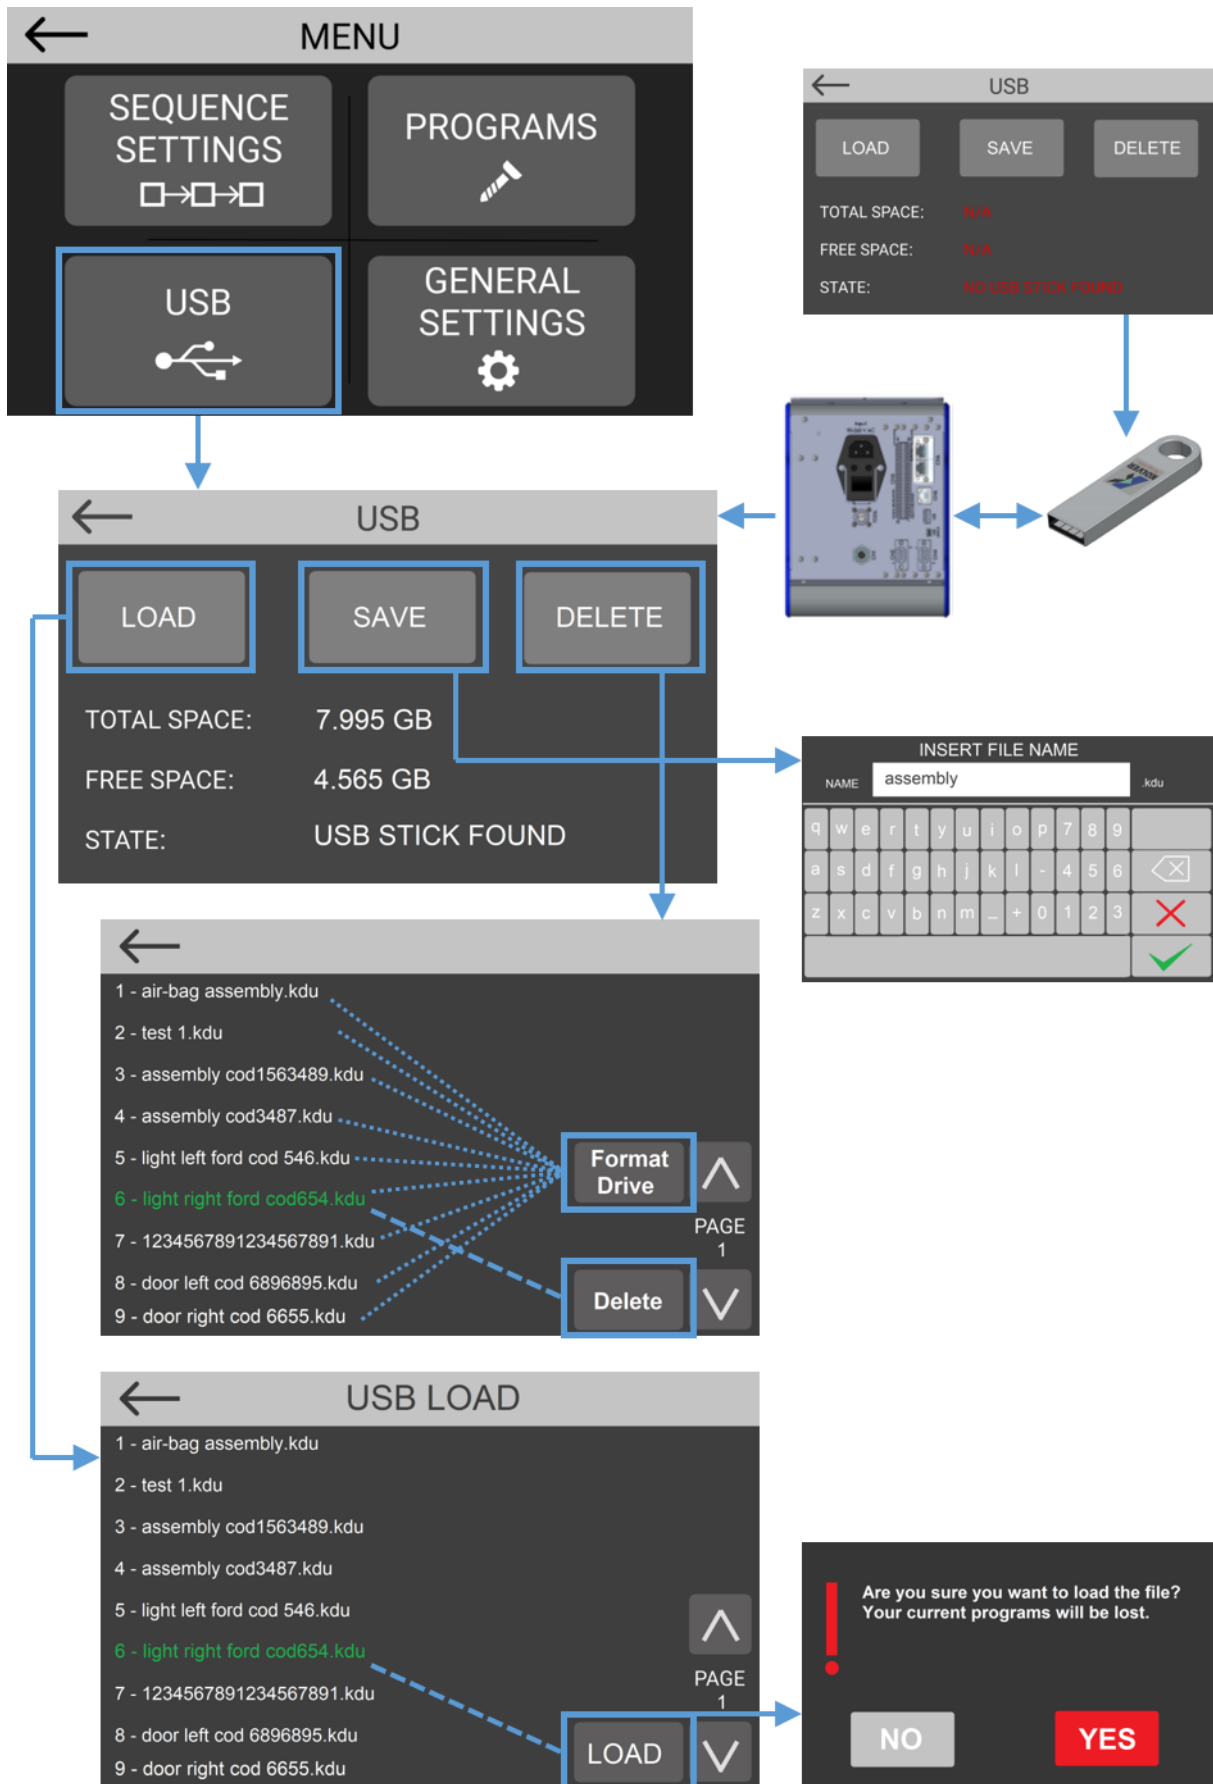 MENU
SEQUENCE
SETTINGS
PROGRAMS
USB
GENERAL
SETTINGS
USB
LOAD
SAVE
DELETE
TOTAL SPACE: N/A
FREE SPACE: N/A
STATE: NO USB STICK FOUND
KOLVER
USB
LOAD
SAVE
DELETE
TOTAL SPACE: 7.995 GB
FREE SPACE: 4.565 GB
STATE: USB STICK FOUND
INSERT FILE NAME
NAME assembly .kdu
q w e r t y u i o p 7 8 9
a s d f g h j k l - 4 5 6
z x c v b n m _ + 0 1 2 3
1 - air-bag assembly.kdu
2 - test 1.kdu
3 - assembly cod1563489.kdu
4 - assembly cod3487.kdu
5 - light left ford cod 546.kdu
6 - light right ford cod654.kdu
7 - 1234567891234567891.kdu
8 - door left cod 6896895.kdu
9 - door right cod 6655.kdu
Format
Drive
PAGE
1
Delete
USB LOAD
1 - air-bag assembly.kdu
2 - test 1.kdu
3 - assembly cod1563489.kdu
4 - assembly cod3487.kdu
5 - light left ford cod 546.kdu
6 - light right ford cod654.kdu
7 - 1234567891234567891.kdu
8 - door left cod 6896895.kdu
9 - door right cod 6655.kdu
PAGE
1
LOAD
Are you sure you want to load the file?
Your current programs will be lost.
NO
YES